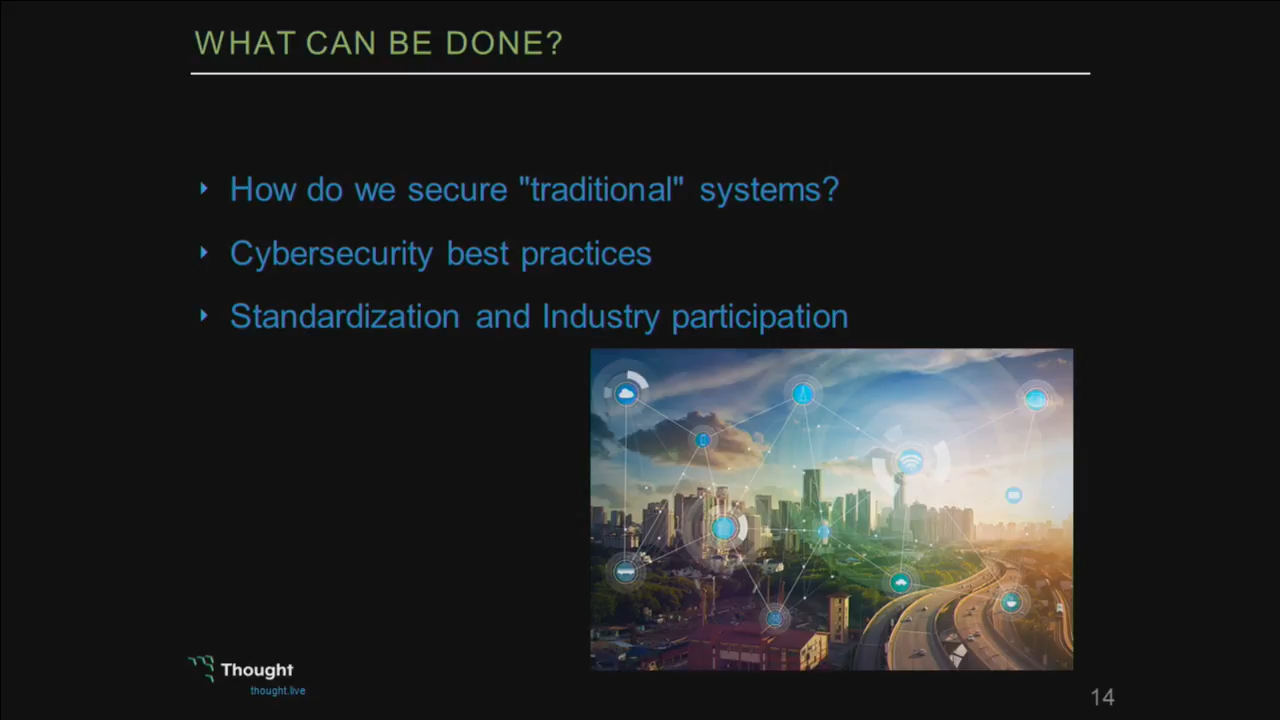 WHAT CAN BE DONE?
How do we secure "traditional" systems?
Cybersecurity best practices
Standardization and Industry participation
Thought
thought.live
14